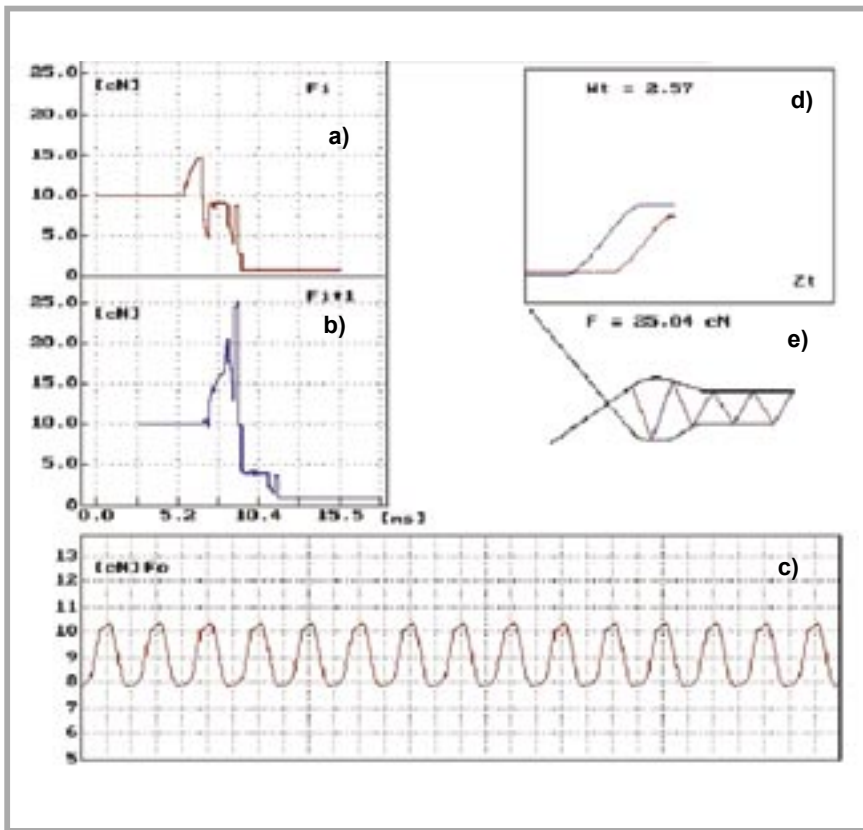 25.0
[cN]
Fi
20.0
a)
15.0
10.0
5.0
0
[cN]
Fi+1
25.0
b)
20.0
15.0
10.0
5.0
0
0.0 5.2 10.4 15.5 [ms]
Wt = 2.57
d)
Zt
F = 25.04 cN
e)
[cN] Fo
c)
13
12
11
10
9
8
7
6
5